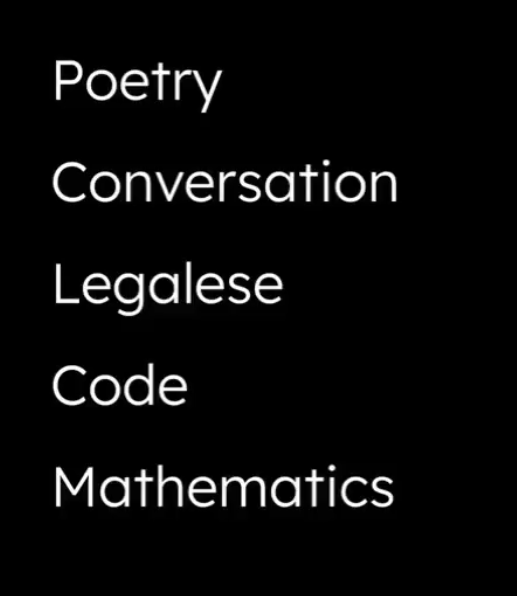 Poetry
Conversation
Legalese
Code
Mathematics